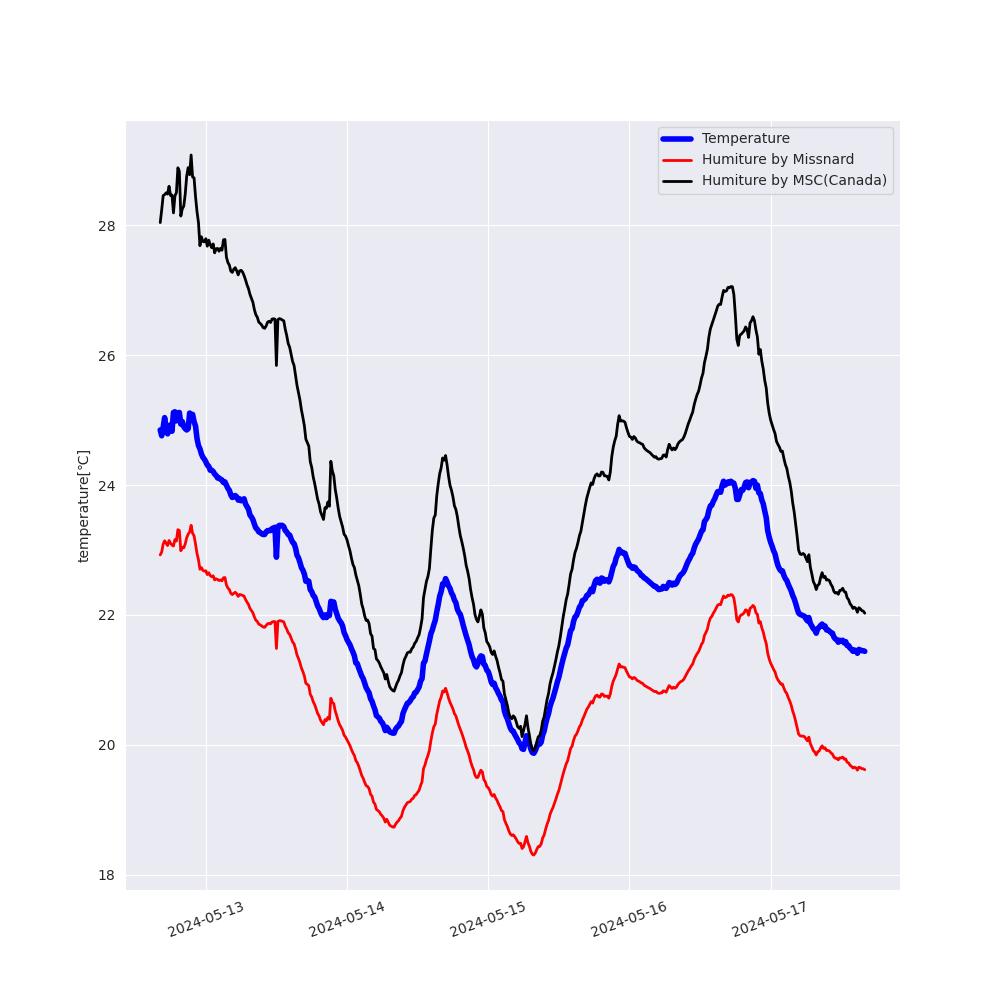 Temperature
Humiture by Missnard
Humiture by MSC(Canada)
temperature[℃]
28
26
24
22
20
18
2024-05-13
2024-05-14
2024-05-15
2024-05-16
2024-05-17